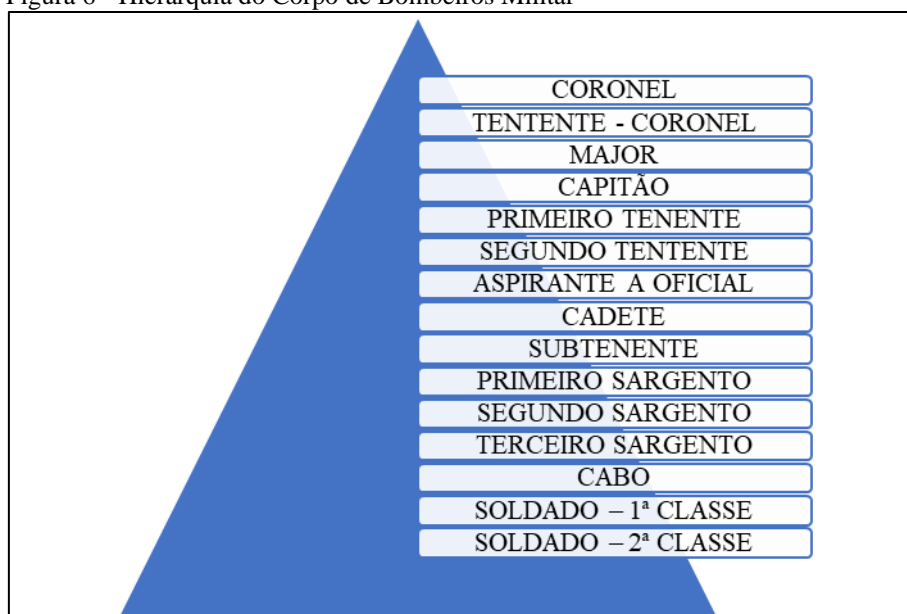 Figura 6 - Hierarquia do Corpo de Bombeiros Militar
CORONEL
TENTENTE - CORONEL
MAJOR
CAPITÃO
PRIMEIRO TENENTE
SEGUNDO TENTENTE
ASPIRANTE A OFICIAL
CADETE
SUBTENENTE
PRIMEIRO SARGENTO
SEGUNDO SARGENTO
TERCEIRO SARGENTO
CABO
SOLDADO – 1ª CLASSE
SOLDADO – 2ª CLASSE